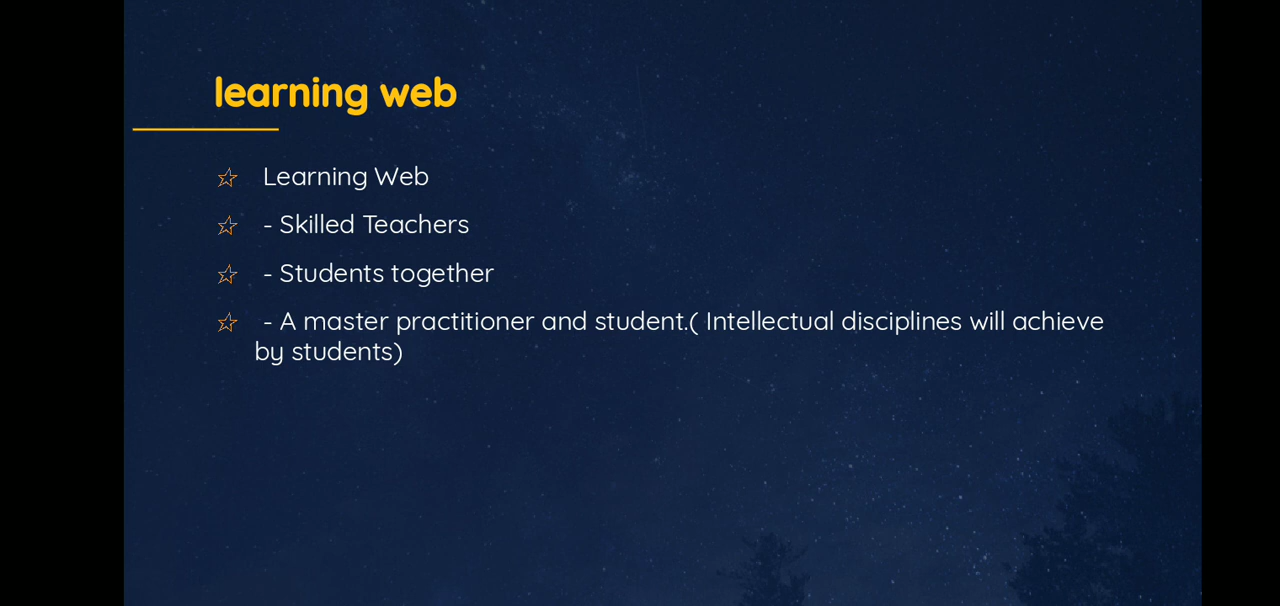 learning web
Learning Web
- Skilled Teachers
- Students together
- A master practitioner and student.( Intellectual disciplines will achieve
by students)